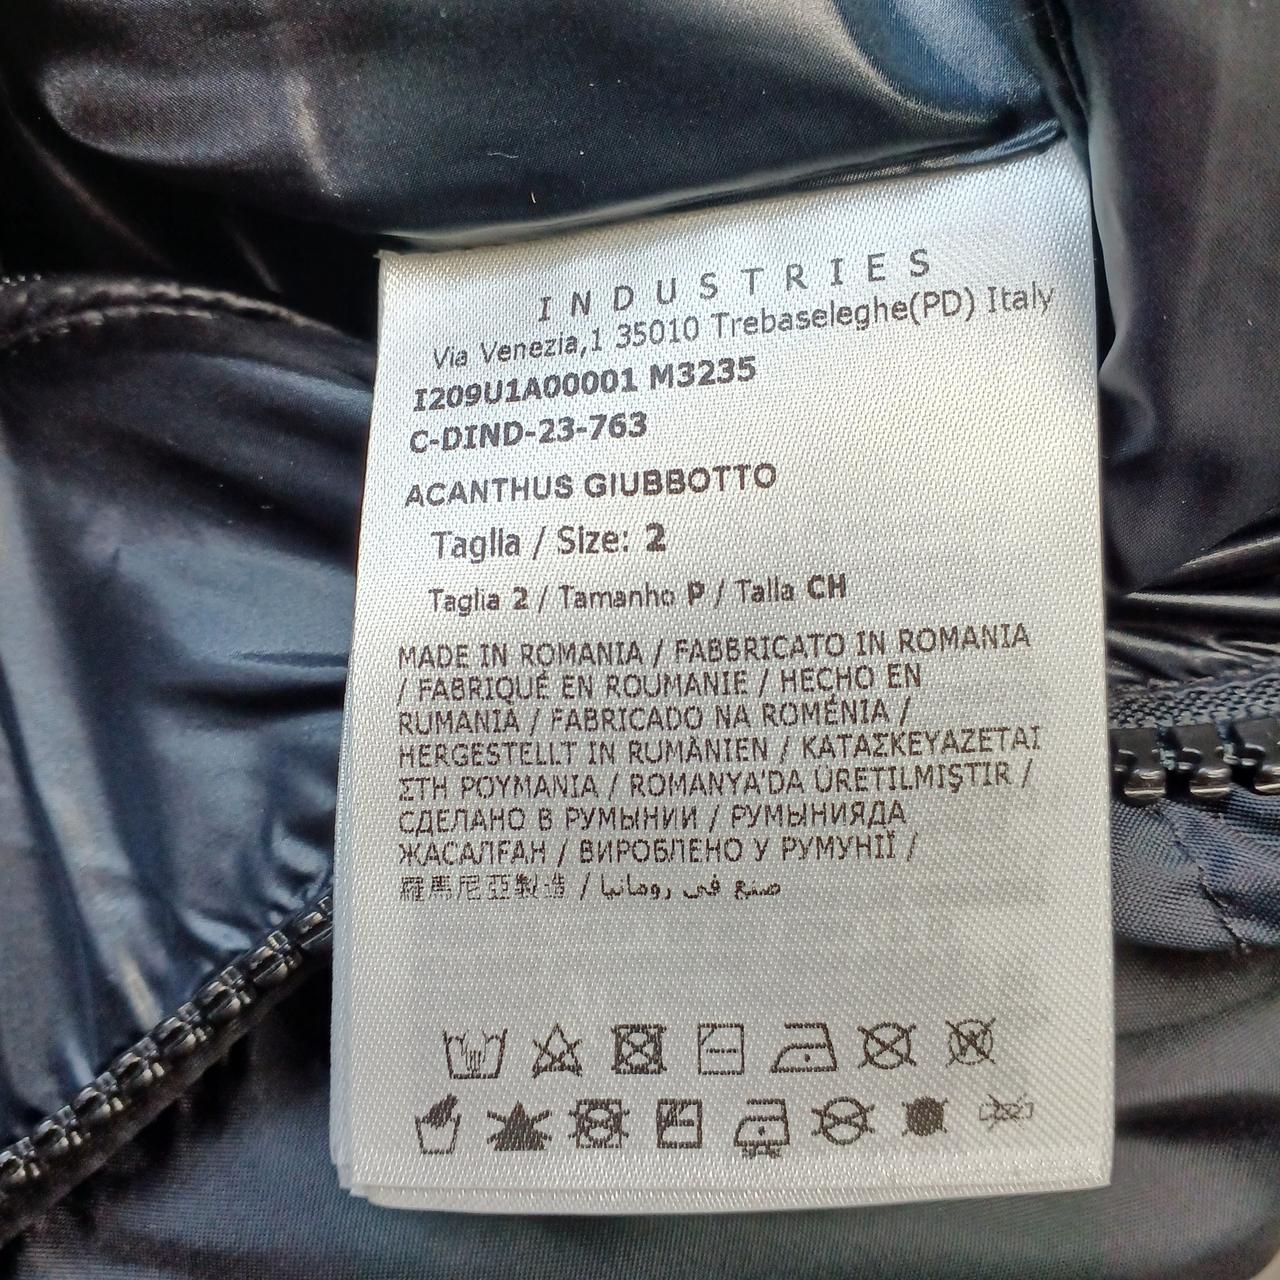 INDUSTRIES
Via Venezia,1 35010 Trebaseleghe(PD) Italy
I209U1A00001 M3235
C-DIND-23-763
ACANTHUS GIUBBOTTO
Taglia / Size: 2
Taglia 2 / Tamanho P / Talla CH
MADE IN ROMANIA / FABBRICATO IN ROMANIA
/ FABRIQUÉ EN ROUMANIE / HECHO EN
RUMANIA / FABRICADO NA ROMÉNIA /
HERGESTELLT IN RUMÄNIEN / ΚΑΤΑΣΚΕΥΑΖΕΤΑΙ
ΣΤΗ ΡΟΥΜΑΝΙΑ / ROMANYA'DA ÜRETILMIŞTIR /
СДЕЛАНО В РУМЫНИИ / РУМЫНИЯДА
ЖАСАЛҒАН / ВИРОБЛЕНО У РУМУНІЇ /
羅馬尼亞製造 / صنع في رومانيا